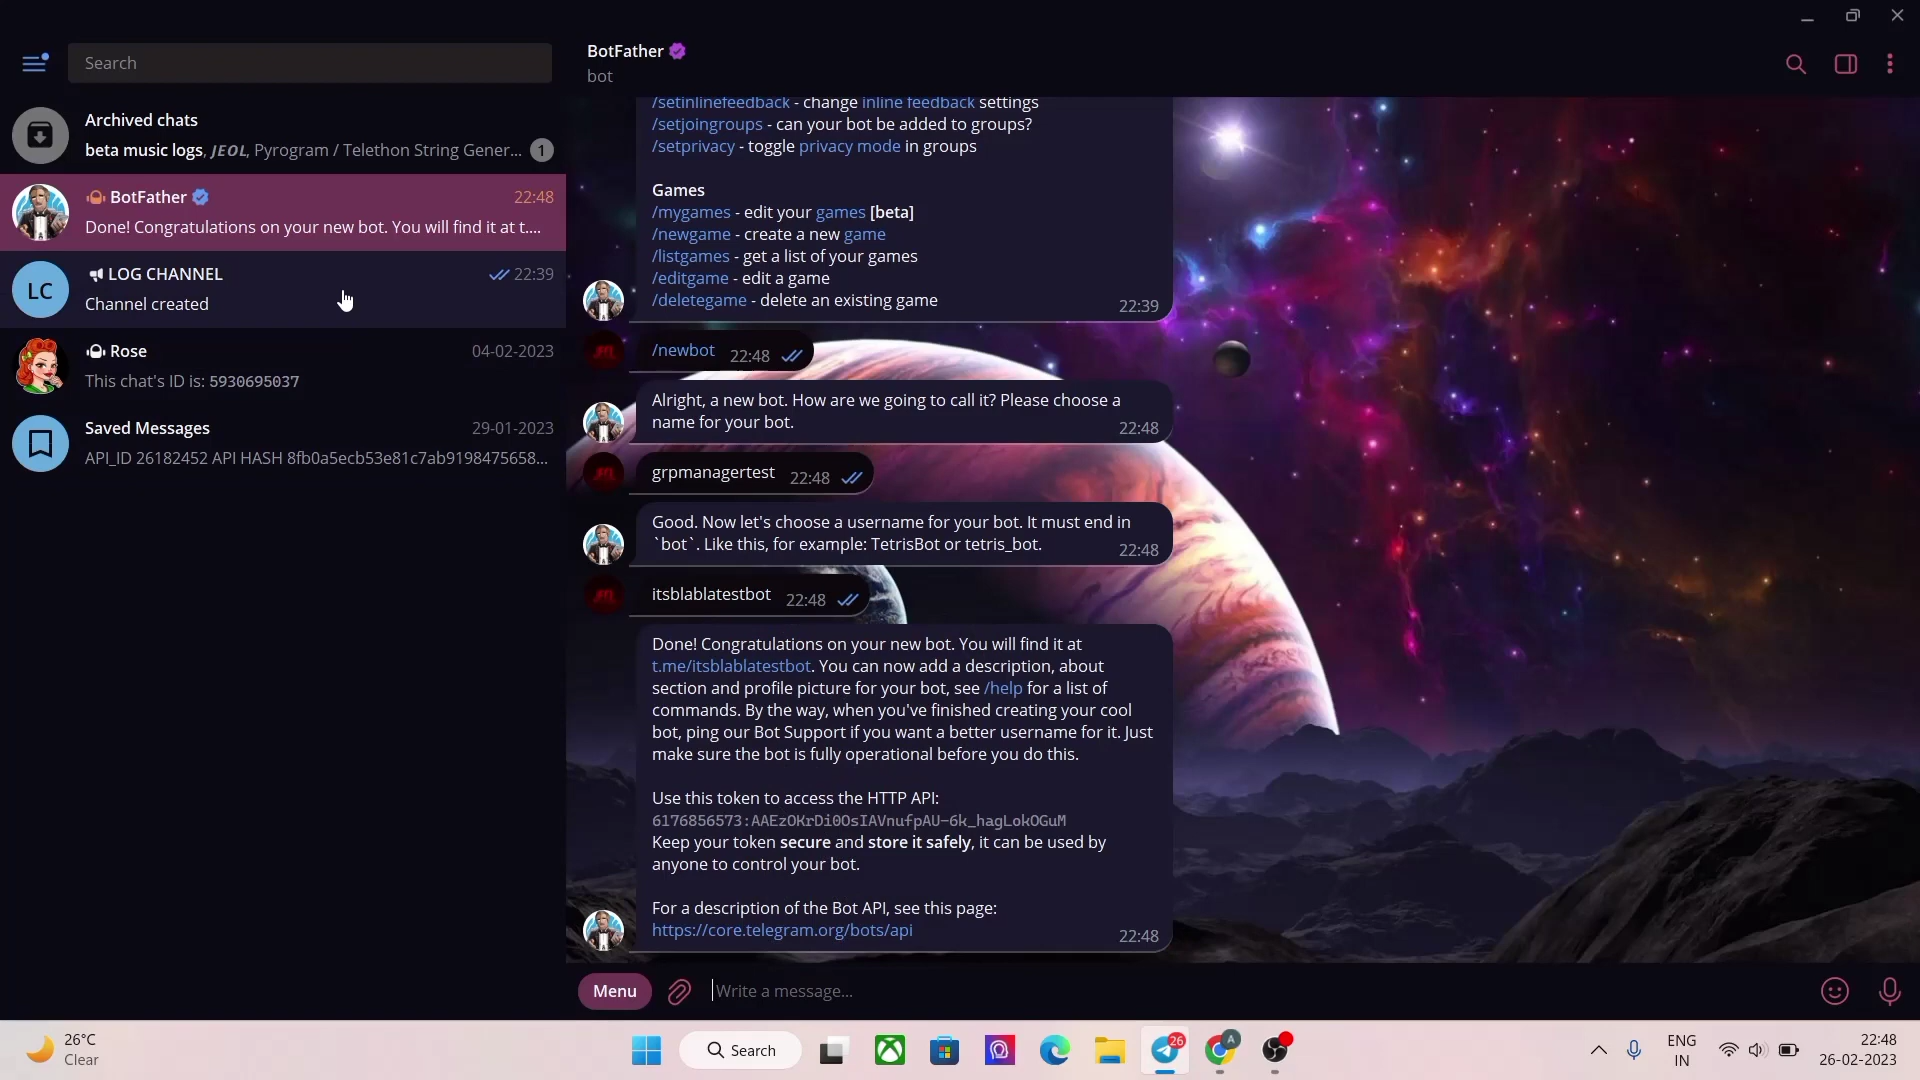 Search
Archived chats
beta music logs, JEOL, Pyrogram / Telethon String Gener... 1
BotFather 22:48
Done! Congratulations on your new bot. You will find it at t....
LC
LOG CHANNEL 22:39
Channel created
Rose 04-02-2023
This chat's ID is: 5930695037
Saved Messages 29-01-2023
API_ID 26182452 API HASH 8fb0a5ecb53e81c7ab9198475658...
BotFather
bot
/setinlinefeedback - change inline feedback settings
/setjoingroups - can your bot be added to groups?
/setprivacy - toggle privacy mode in groups
Games
/mygames - edit your games [beta]
/newgame - create a new game
/listgames - get a list of your games
/editgame - edit a game
/deletegame - delete an existing game
22:39
/newbot 22:48
Alright, a new bot. How are we going to call it? Please choose a
name for your bot.
22:48
grpmanagertest 22:48
Good. Now let's choose a username for your bot. It must end in
`bot`. Like this, for example: TetrisBot or tetris_bot.
22:48
itsblablatestbot 22:48
Done! Congratulations on your new bot. You will find it at
t.me/itsblablatestbot. You can now add a description, about
section and profile picture for your bot, see /help for a list of
commands. By the way, when you've finished creating your cool
bot, ping our Bot Support if you want a better username for it. Just
make sure the bot is fully operational before you do this.
Use this token to access the HTTP API:
6176856573:AAEzOKrDi0OsIAVnufpAU-6k_hagLokOGuM
Keep your token secure and store it safely, it can be used by
anyone to control your bot.
For a description of the Bot API, see this page:
https://core.telegram.org/bots/api
22:48
Menu
Write a message...
26°C
Clear
Search
26
A
ENG
IN
22:48
26-02-2023